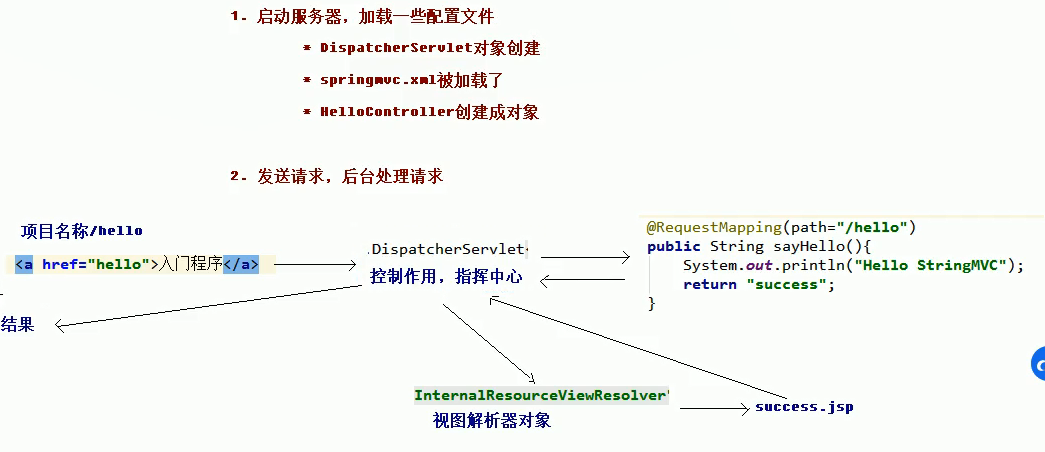 1. 启动服务器，加载一些配置文件
* DispatcherServlet对象创建
* springmvc.xml被加载了
* HelloController创建成对象
2. 发送请求，后台处理请求
项目名称/hello
<a href="hello">入门程序</a>
.DispatcherServlet
控制作用，指挥中心
@RequestMapping(path="/hello")
public String sayHello(){
System.out.println("Hello StringMVC");
return "success";
}
结果
InternalResourceViewResolver"
视图解析器对象
success.jsp